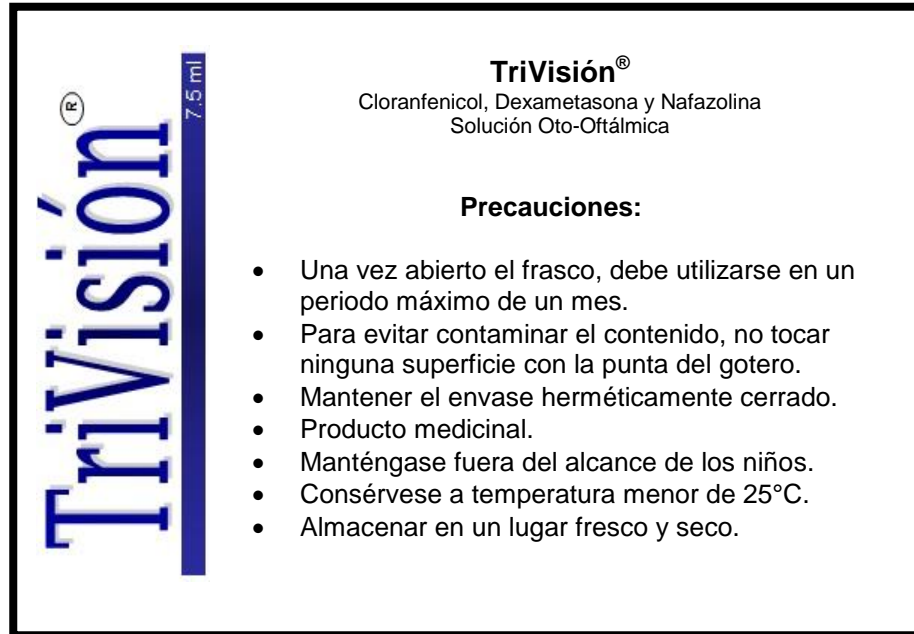 TriVisión®
7.5 ml
TriVisión®
Cloranfenicol, Dexametasona y Nafazolina
Solución Oto-Oftálmica
Precauciones:
• Una vez abierto el frasco, debe utilizarse en un
periodo máximo de un mes.
• Para evitar contaminar el contenido, no tocar
ninguna superficie con la punta del gotero.
• Mantener el envase herméticamente cerrado.
• Producto medicinal.
• Manténgase fuera del alcance de los niños.
• Consérvese a temperatura menor de 25°C.
• Almacenar en un lugar fresco y seco.